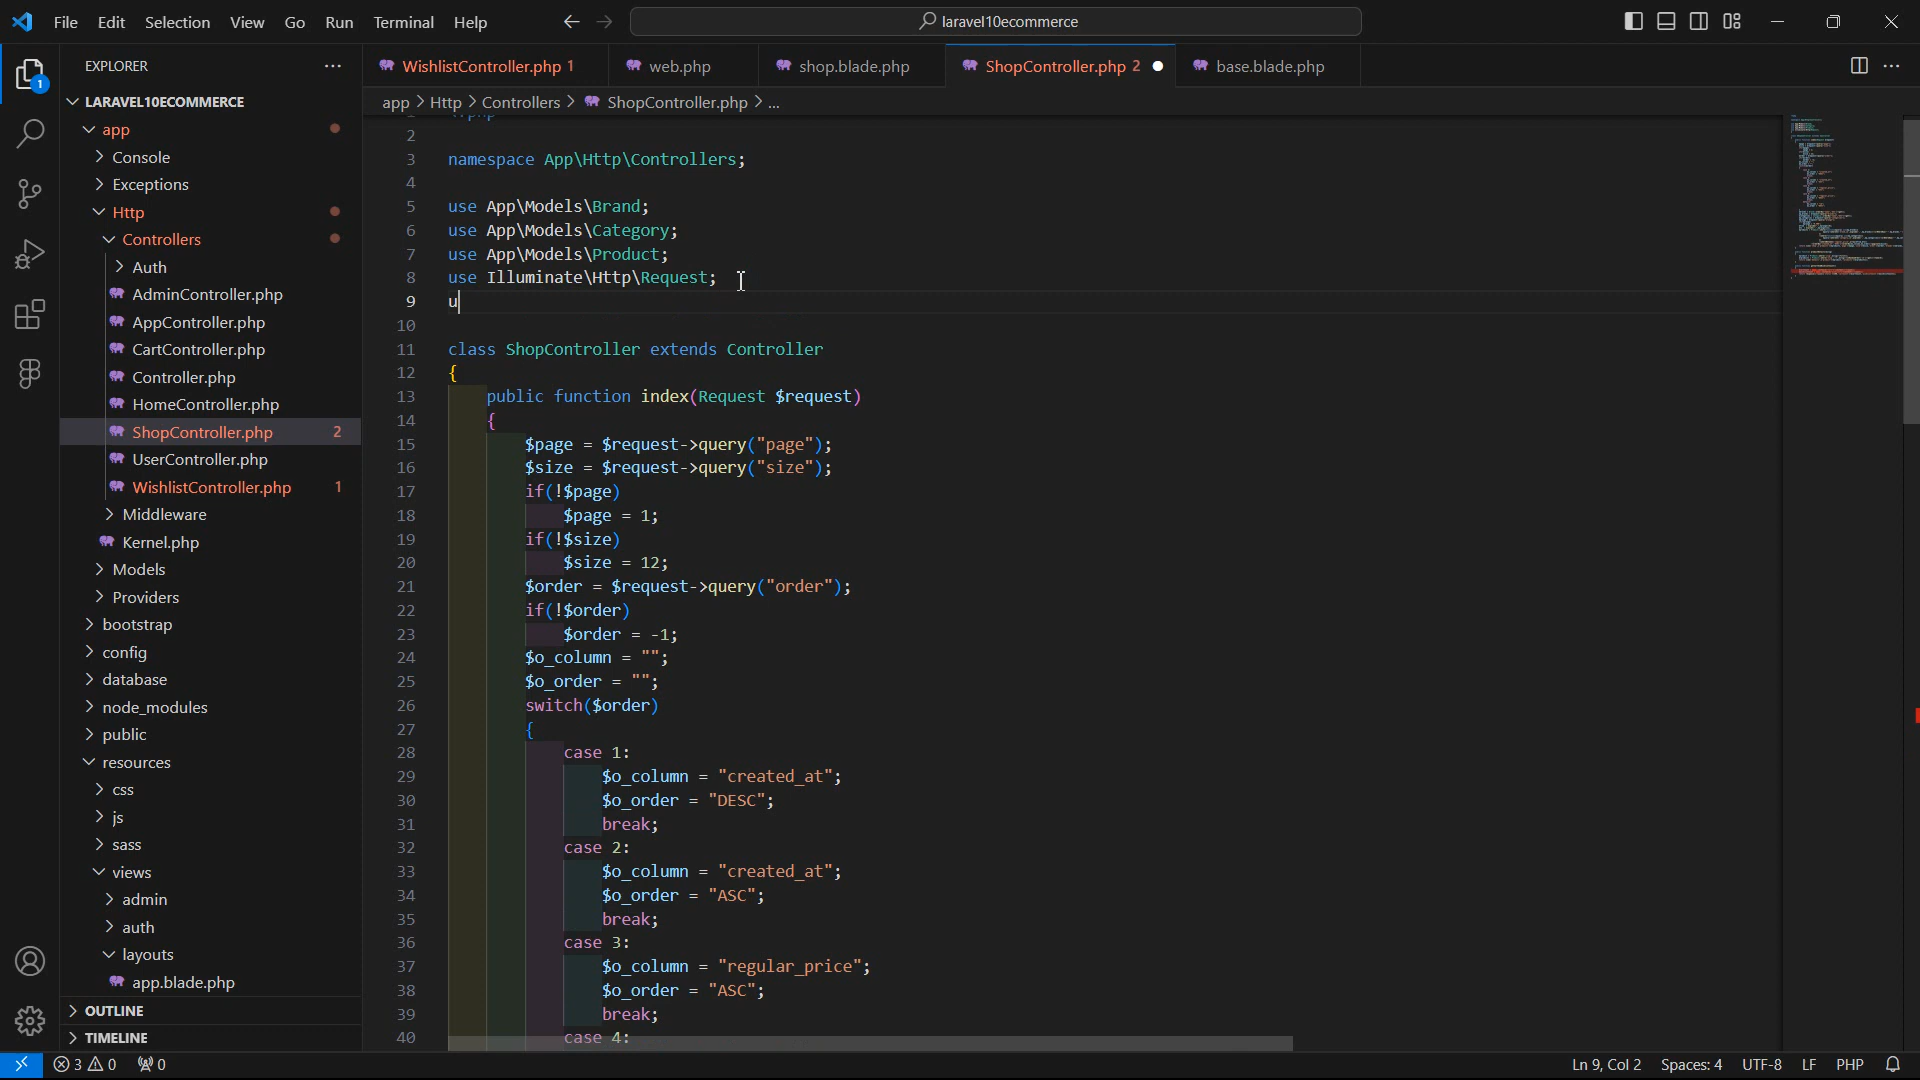 File Edit Selection View Go Run Terminal Help
laravel10ecommerce
EXPLORER
WishlistController.php 1
web.php
shop.blade.php
ShopController.php 2
base.blade.php
app > Http > Controllers > ShopController.php > ...
1
LARAVEL10ECOMMERCE
app
Console
Exceptions
Http
Controllers
Auth
AdminController.php
AppController.php
CartController.php
Controller.php
HomeController.php
ShopController.php 2
UserController.php
WishlistController.php 1
Middleware
Kernel.php
Models
Providers
bootstrap
config
database
node_modules
public
resources
css
js
sass
views
admin
auth
layouts
app.blade.php
OUTLINE
TIMELINE
2
3 namespace App\Http\Controllers;
4
5 use App\Models\Brand;
6 use App\Models\Category;
7 use App\Models\Product;
8 use Illuminate\Http\Request;
9 u
10
11 class ShopController extends Controller
12 {
13 public function index(Request $request)
14 {
15 $page = $request->query("page");
16 $size = $request->query("size");
17 if(!$page)
18 $page = 1;
19 if(!$size)
20 $size = 12;
21 $order = $request->query("order");
22 if(!$order)
23 $order = -1;
24 $o_column = "";
25 $o_order = "";
26 switch($order)
27 {
28 case 1:
29 $o_column = "created_at";
30 $o_order = "DESC";
31 break;
32 case 2:
33 $o_column = "created_at";
34 $o_order = "ASC";
35 break;
36 case 3:
37 $o_column = "regular_price";
38 $o_order = "ASC";
39 break;
40 case 4:
3 0 0
Ln 9, Col 2 Spaces: 4 UTF-8 LF PHP